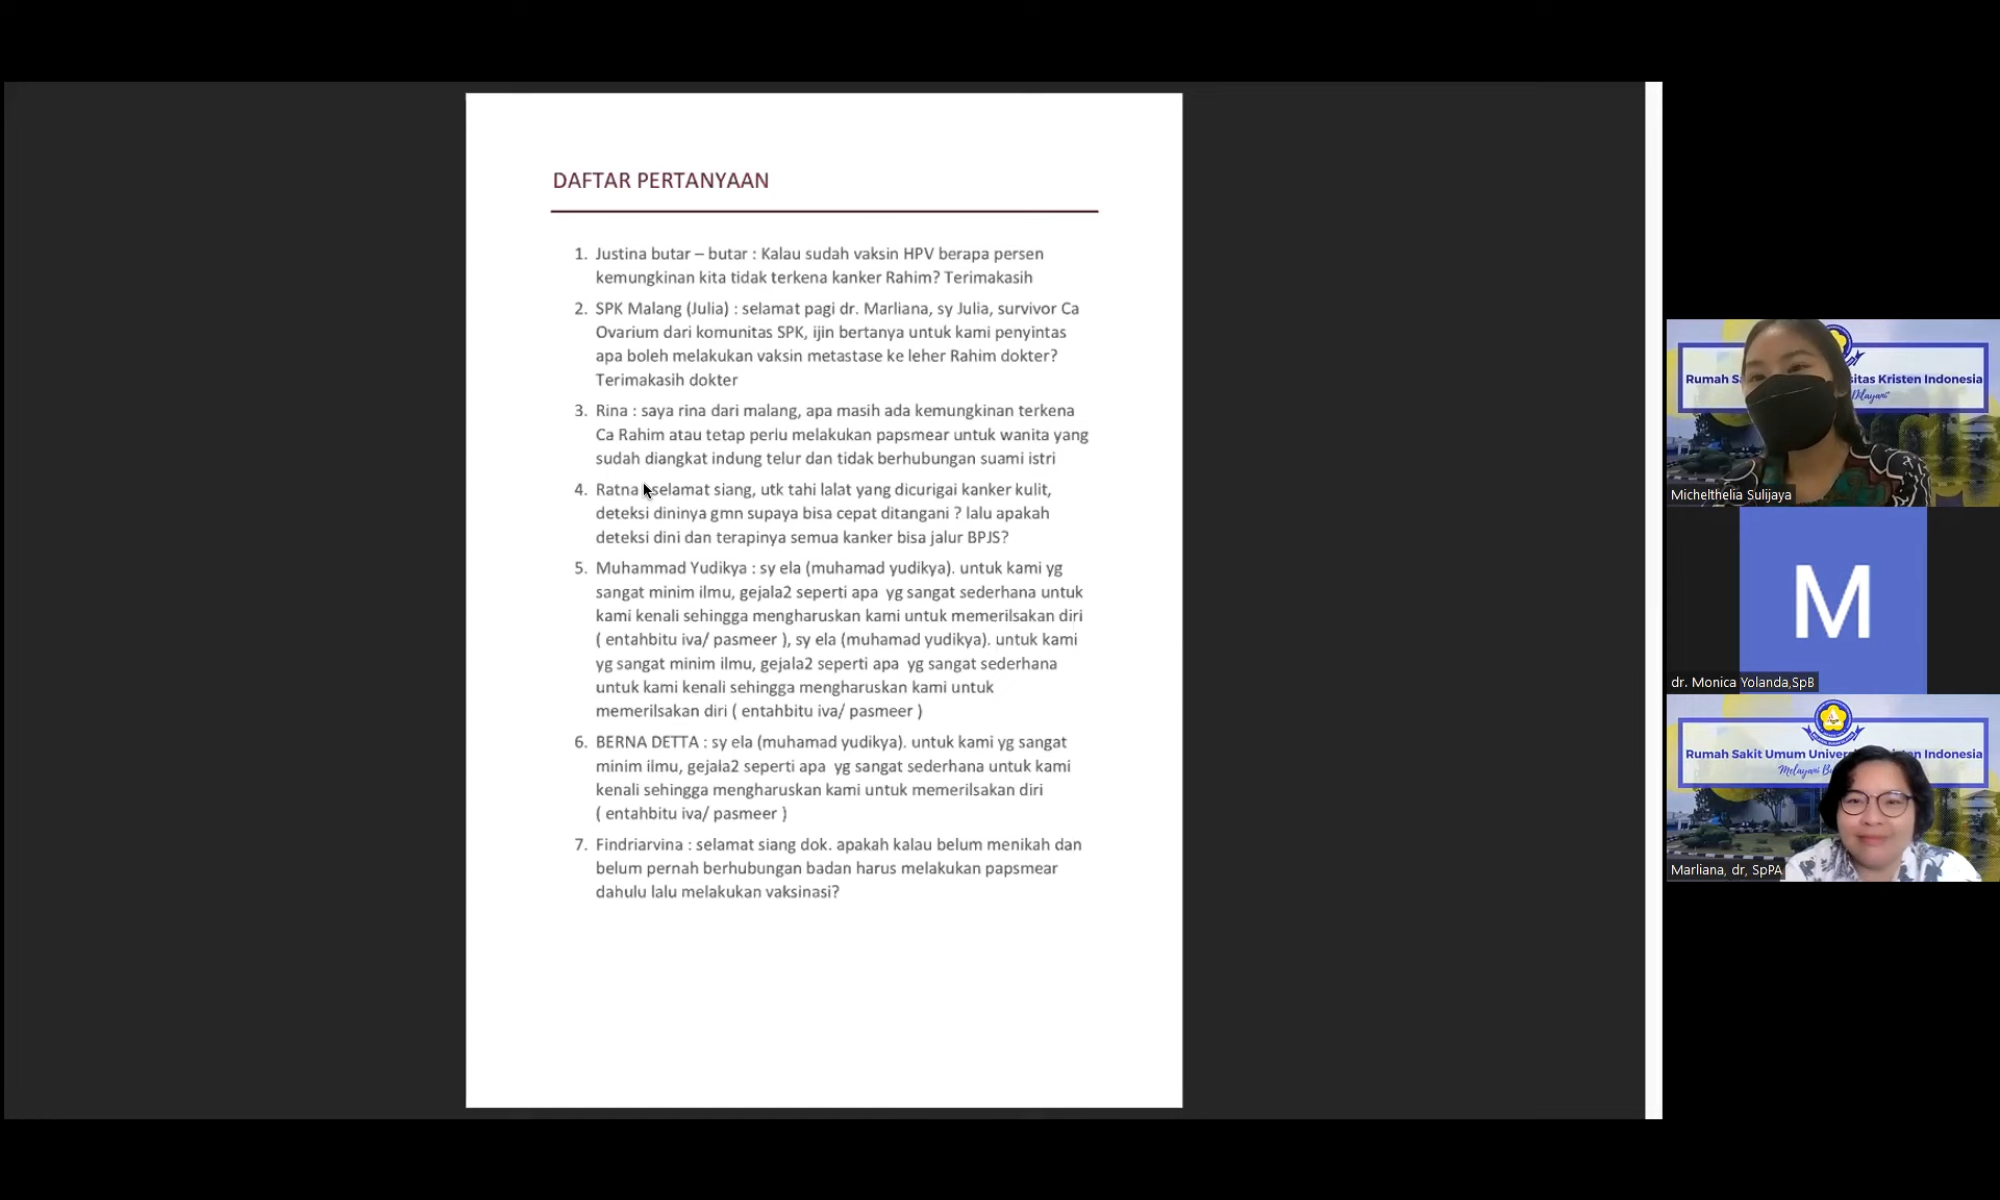 DAFTAR PERTANYAAN
1. Justina butar – butar : Kalau sudah vaksin HPV berapa persen
kemungkinan kita tidak terkena kanker Rahim? Terimakasih
2. SPK Malang (Julia) : selamat pagi dr. Marliana, sy Julia, survivor Ca
Ovarium dari komunitas SPK, ijin bertanya untuk kami penyintas
apa boleh melakukan vaksin metastase ke leher Rahim dokter?
Terimakasih dokter
3. Rina : saya rina dari malang, apa masih ada kemungkinan terkena
Ca Rahim atau tetap perlu melakukan papsmear untuk wanita yang
sudah diangkat indung telur dan tidak berhubungan suami istri
4. Ratna selamat siang, utk tahi lalat yang dicurigai kanker kulit,
deteksi dininya gmn supaya bisa cepat ditangani ? lalu apakah
deteksi dini dan terapinya semua kanker bisa jalur BPJS?
5. Muhammad Yudikya : sy ela (muhamad yudikya). untuk kami yg
sangat minim ilmu, gejala2 seperti apa yg sangat sederhana untuk
kami kenali sehingga mengharuskan kami untuk memerilsakan diri
( entahbitu iva/ pasmeer ), sy ela (muhamad yudikya). untuk kami
yg sangat minim ilmu, gejala2 seperti apa yg sangat sederhana
untuk kami kenali sehingga mengharuskan kami untuk
memerilsakan diri ( entahbitu iva/ pasmeer )
6. BERNA DETTA : sy ela (muhamad yudikya). untuk kami yg sangat
minim ilmu, gejala2 seperti apa yg sangat sederhana untuk kami
kenali sehingga mengharuskan kami untuk memerilsakan diri
( entahbitu iva/ pasmeer )
7. Findriarvina : selamat siang dok. apakah kalau belum menikah dan
belum pernah berhubungan badan harus melakukan papsmear
dahulu lalu melakukan vaksinasi?
Rumah Kristen Indonesia
Dilayani
Michelthelia Sulijaya
M
dr. Monica Yolanda,SpB
Rumah Sakit Umum Indonesia
Melayani
Marliana, dr, SpPA